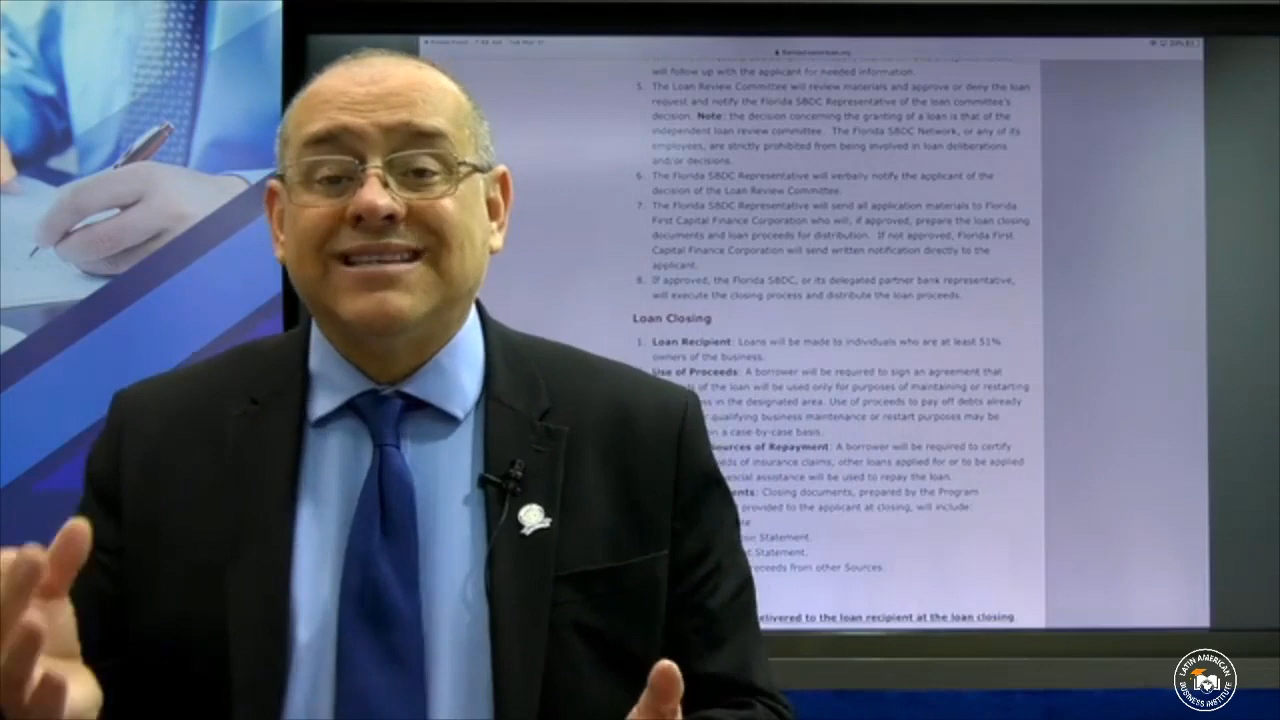 will follow up with the applicant for needed information.
5. The Loan Review Committee will review materials and approve or deny the loan
request and notify the Florida SBDC Representative of the loan committee's
decision. Note: the decision concerning the granting of a loan is that of the
independent loan review committee. The Florida SBDC Network, or any of its
employees, are strictly prohibited from being involved in loan deliberations
and/or decisions.
6. The Florida SBDC Representative will verbally notify the applicant of the
decision of the Loan Review Committee.
7. The Florida SBDC Representative will send all application materials to Florida
First Capital Finance Corporation who will, if approved, prepare the loan closing
documents and loan proceeds for distribution. If not approved, Florida First
Capital Finance Corporation will send written notification directly to the
applicant.
8. If approved, the Florida SBDC, or its delegated partner bank representative,
will execute the closing process and distribute the loan proceeds.
Loan Closing
1. Loan Recipient: Loans will be made to individuals who are at least 51%
owners of the business.
Use of Proceeds: A borrower will be required to sign an agreement that
of the loan will be used only for purposes of maintaining or restarting
in the designated area. Use of proceeds to pay off debts already
qualifying business maintenance or restart purposes may be
on a case-by-case basis.
Sources of Repayment: A borrower will be required to certify
of insurance claims, other loans applied for or to be applied
assistance will be used to repay the loan.
Closing documents, prepared by the Program
provided to the applicant at closing, will include:
Statement.
Statement.
from other Sources.
to the loan recipient at the loan closing
LATIN AMERICAN
BUSINESS INSTITUTE